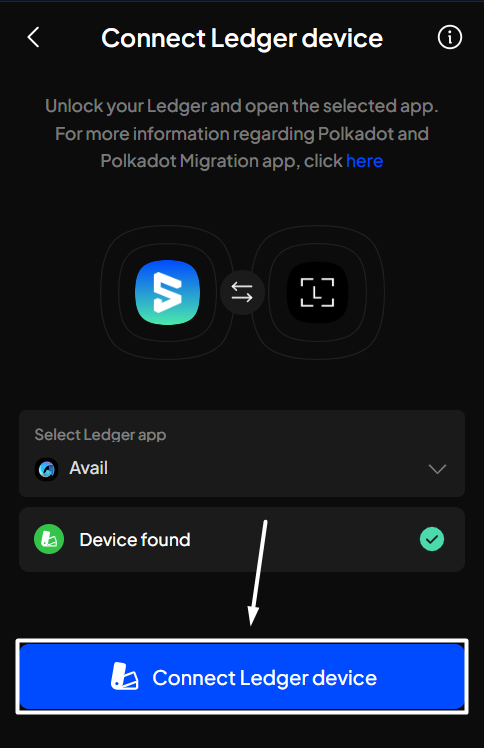 Connect Ledger device
Unlock your Ledger and open the selected app.
For more information regarding Polkadot and
Polkadot Migration app, click here
Select Ledger app
Avail
Device found
Connect Ledger device